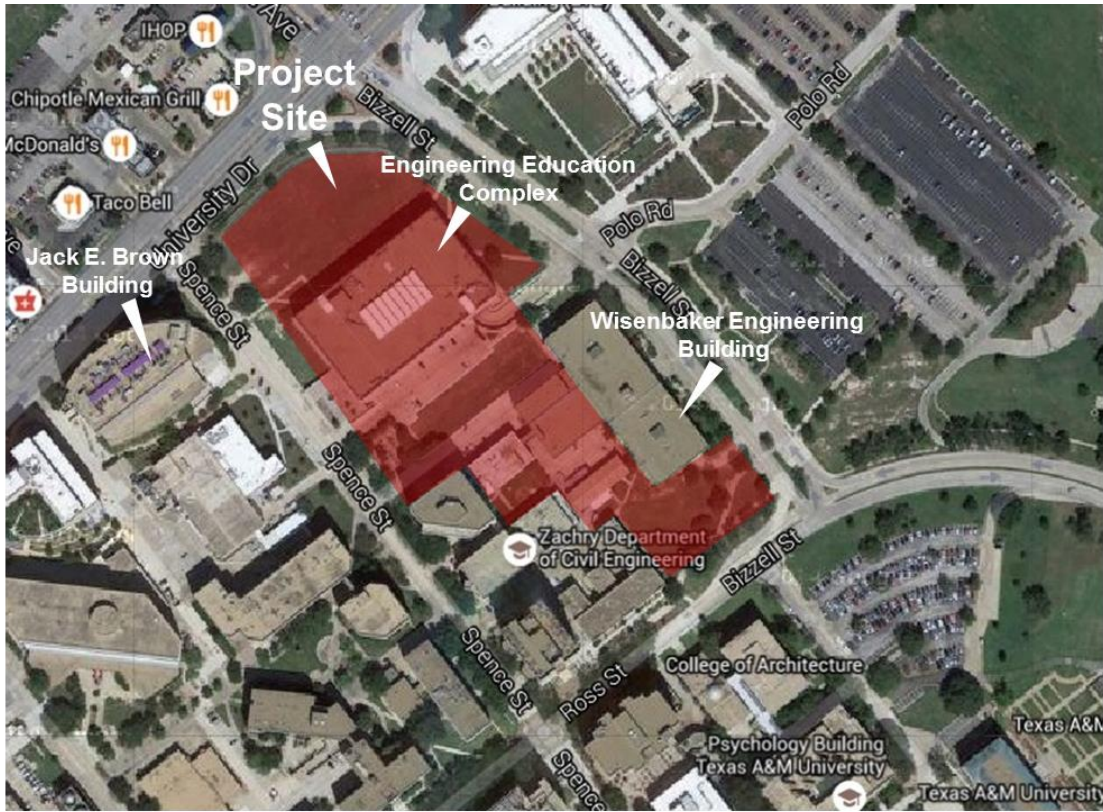 IHOP
Ave
Chipotle Mexican Grill
Project
Site
Bizzell St
Polo Rd
McDonald's
Engineering Education
Complex
University Dr
Taco Bell
Polo Rd
Jack E. Brown
Building
Spence St
Bizzell St
Wisenbaker Engineering
Building
Spence St
Zachry Department
of Civil Engineering
Bizzell St
Spence St
Ross St
College of Architecture
Texas A&M
Psychology Building
Texas A&M University
Spence
Texas A&M University